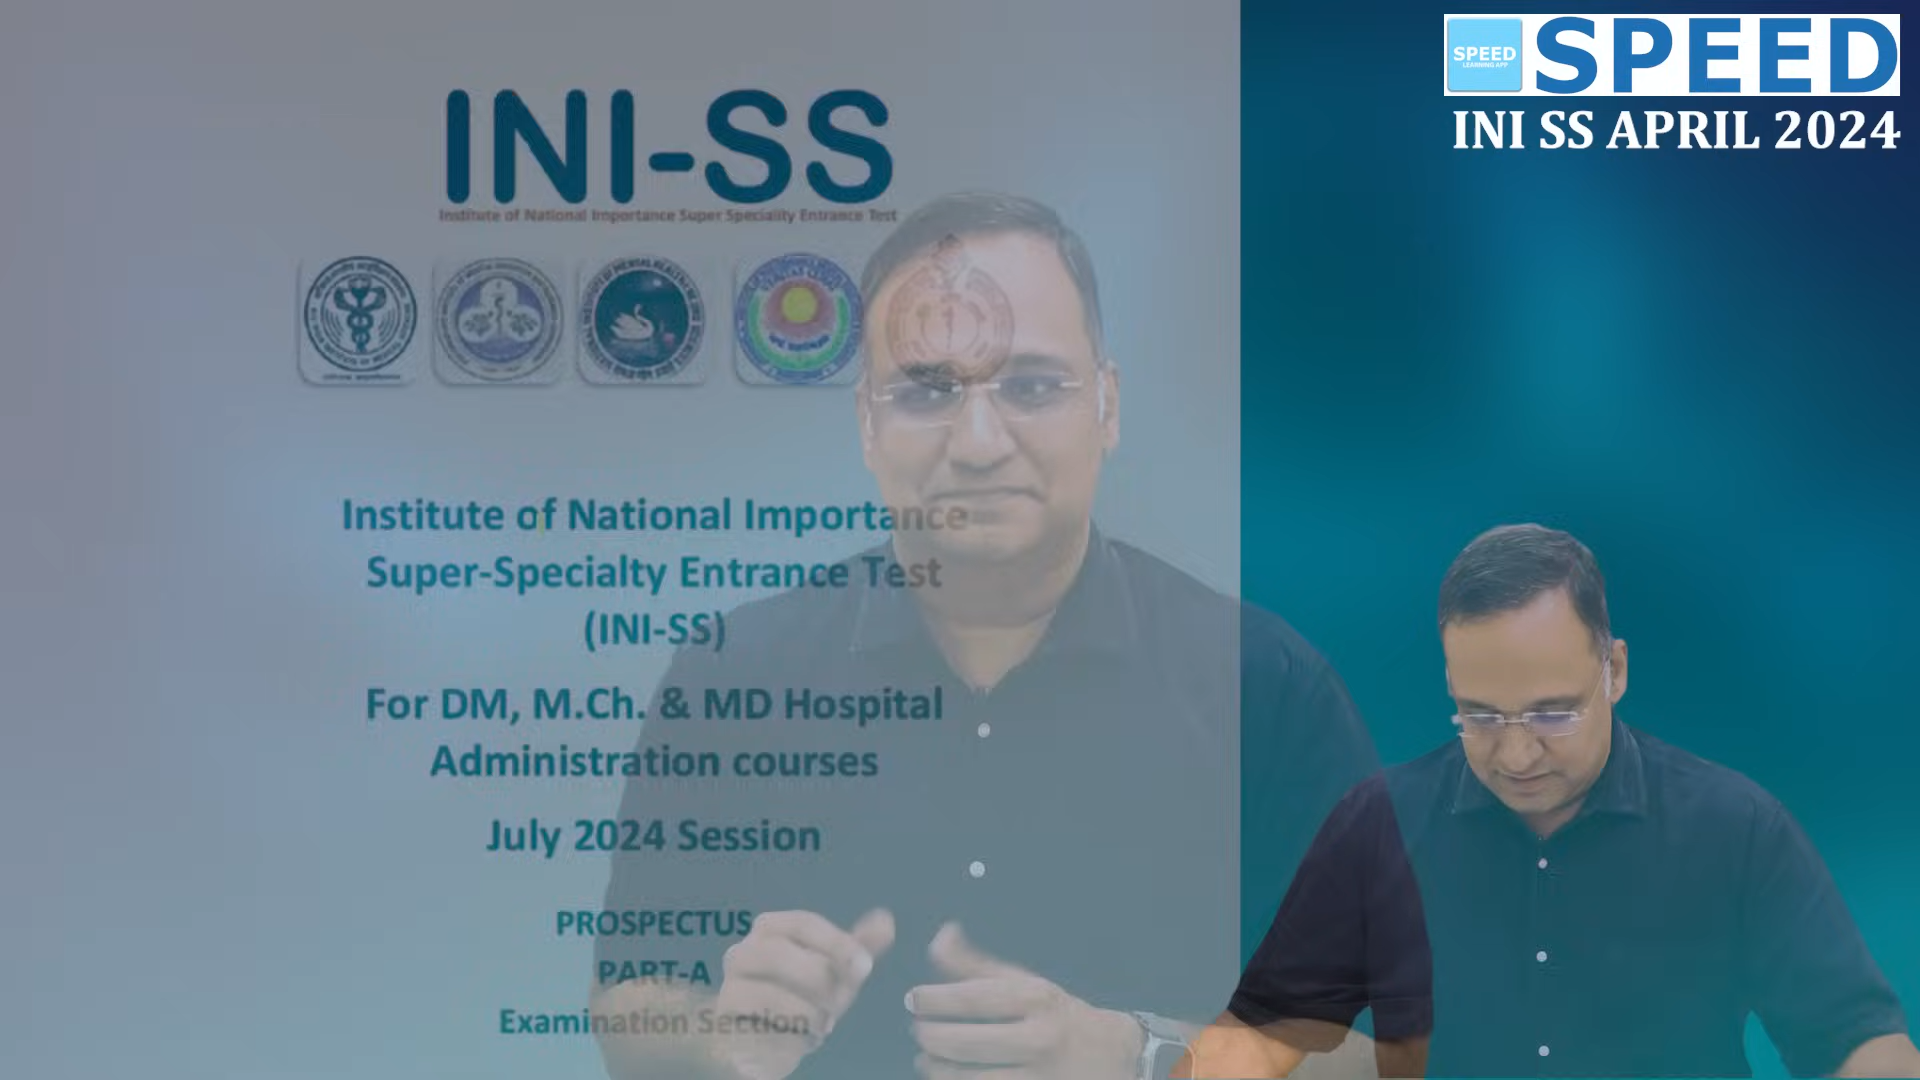 SPEED
LEARNING APP
SPEED
INI SS APRIL 2024
INI-SS
Institute of National Importance Super Speciality Entrance Test
Institute of National Importance
Super-Specialty Entrance Test
(INI-SS)
For DM, M.Ch. & MD Hospital
Administration courses
July 2024 Session
PROSPECTUS
PART-A
Examination Section